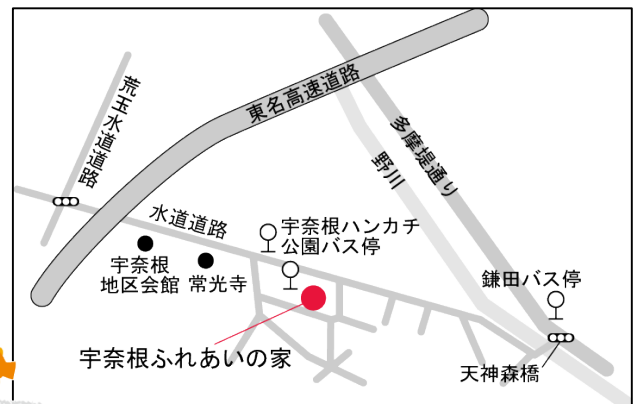 東名高速道路
荒玉水道道路
多摩堤通り
野川
水道道路
宇奈根ハンカチ
公園バス停
宇奈根
地区会館
常光寺
鎌田バス停
宇奈根ふれあいの家
天神森橋